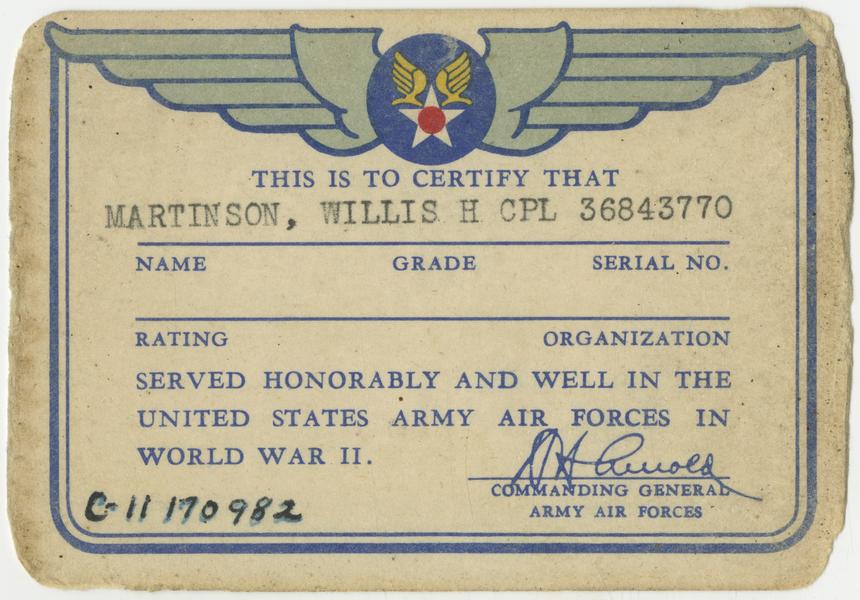 THIS IS TO CERTIFY THAT
MARTINSON, WILLIS H CPL 36843770
NAME GRADE SERIAL NO.
RATING ORGANIZATION
SERVED HONORABLY AND WELL IN THE
UNITED STATES ARMY AIR FORCES IN
WORLD WAR II.
H Arnold
COMMANDING GENERAL
ARMY AIR FORCES
C-11 170982